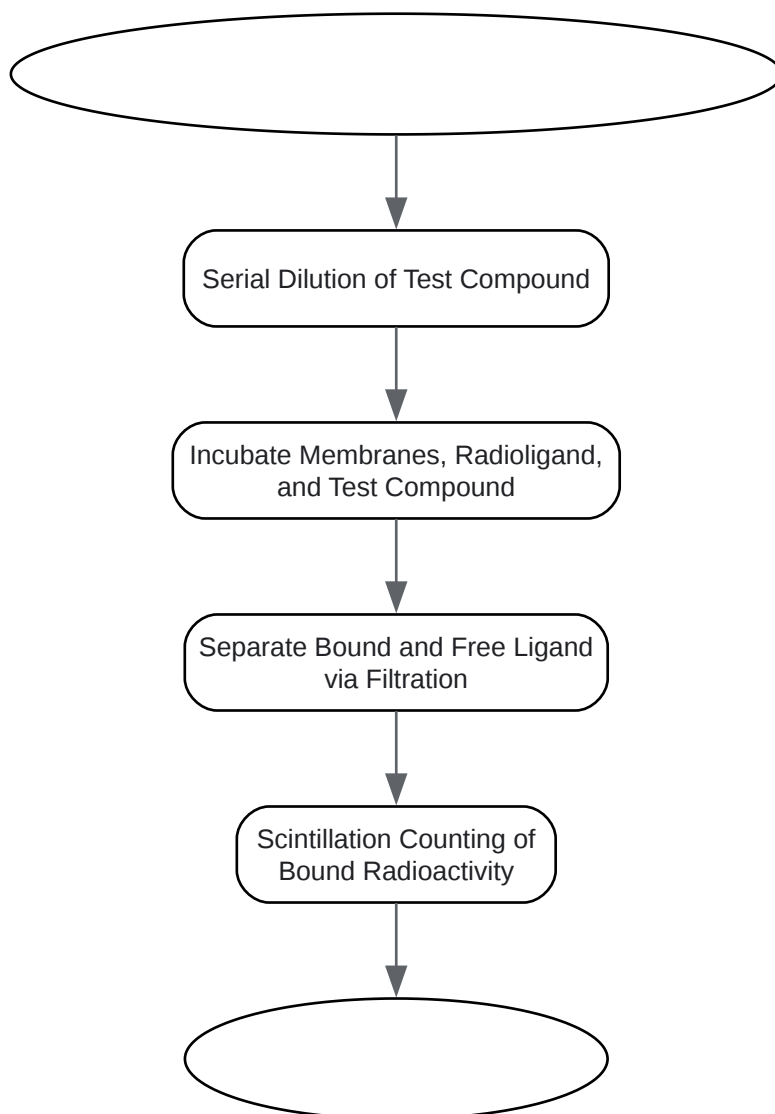 Serial Dilution of Test Compound
Incubate Membranes, Radioligand,
and Test Compound
Separate Bound and Free Ligand
via Filtration
Scintillation Counting of
Bound Radioactivity